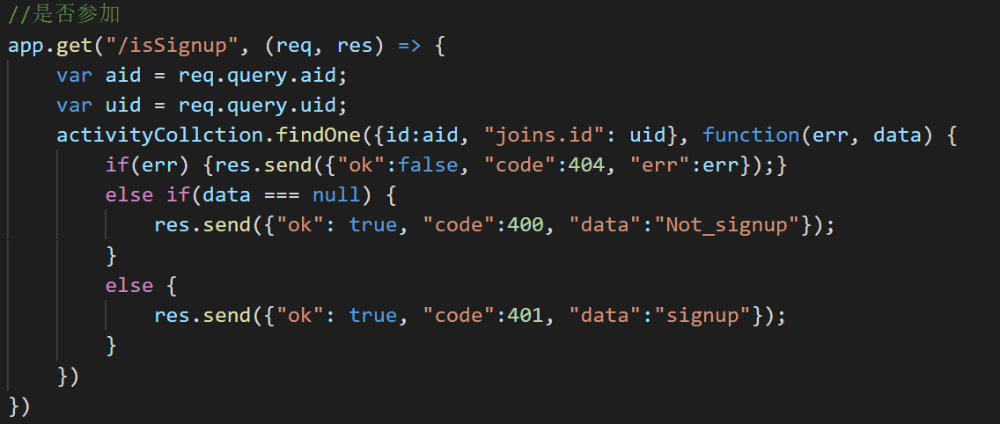 //是否参加
app.get("/isSignup", (req, res) => {
    var aid = req.query.aid;
    var uid = req.query.uid;
    activityCollction.findOne({id:aid, "joins.id": uid}, function(err, data) {
        if(err) {res.send({"ok":false, "code":404, "err":err});}
        else if(data === null) {
            res.send({"ok": true, "code":400, "data":"Not_signup"});
        }
        else {
            res.send({"ok": true, "code":401, "data":"signup"});
        }
    })
})